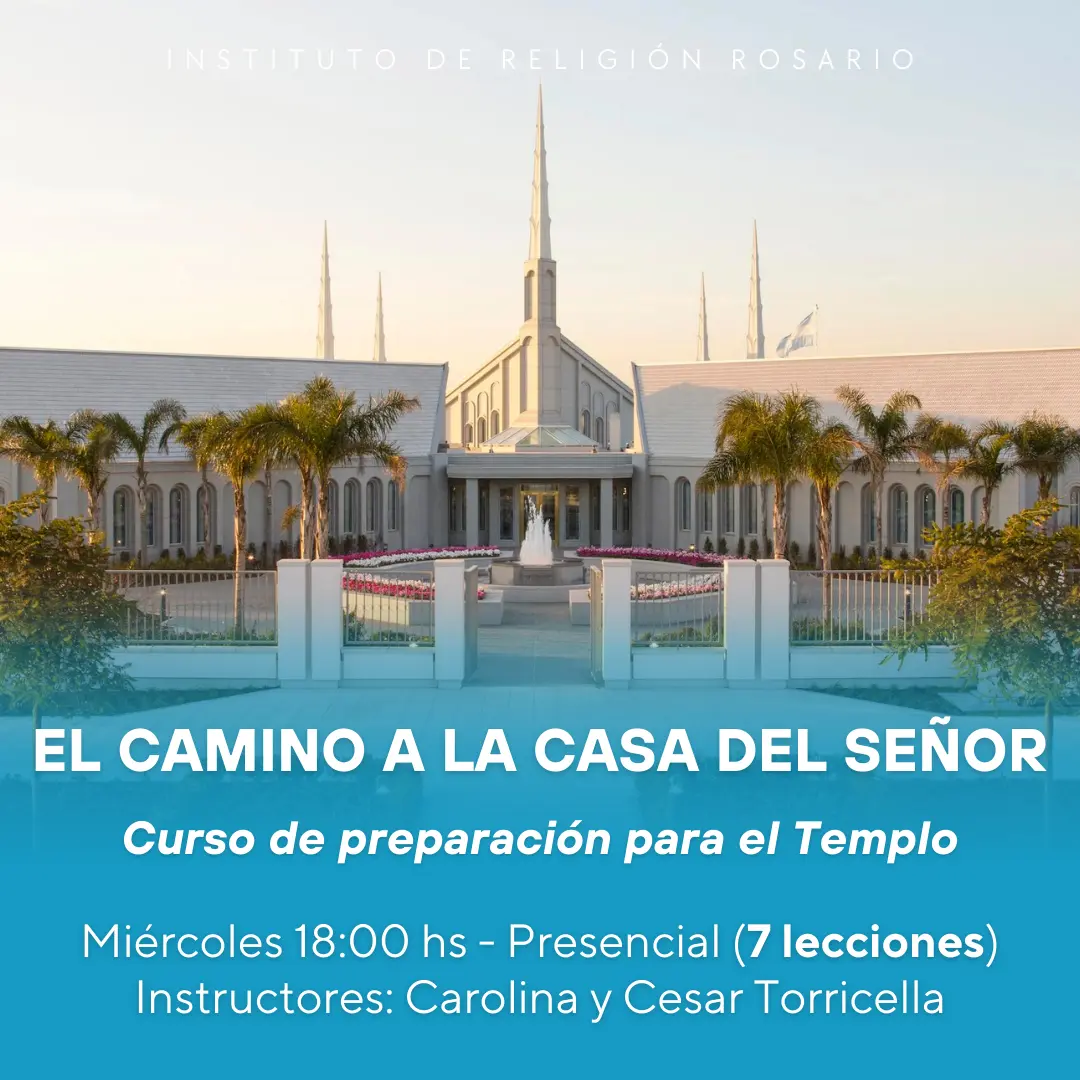 INSTITUTO DE RELIGIÓN ROSARIO
EL CAMINO A LA CASA DEL SEÑOR
Curso de preparación para el Templo
Miércoles 18:00 hs - Presencial (7 lecciones)
Instructores: Carolina y Cesar Torricella